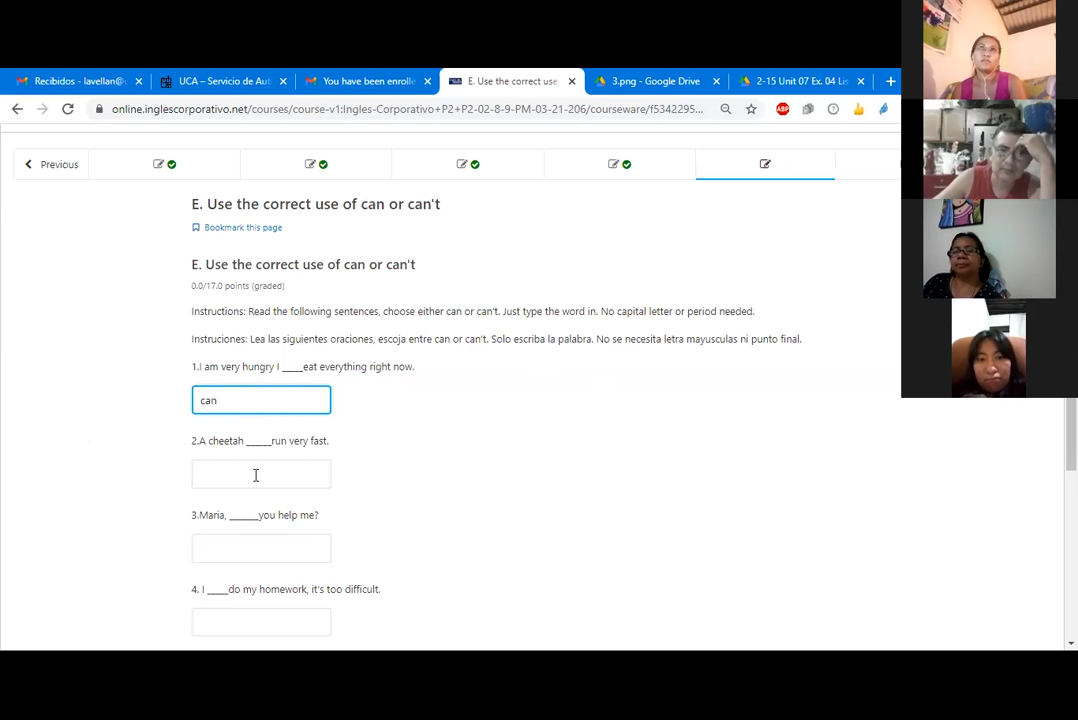 Recibidos - lavellan@
UCA – Servicio de Aut
You have been enrolle
E. Use the correct use
3.png - Google Drive
2-15 Unit 07 Ex. 04 Lis
online.inglescorporativo.net/courses/course-v1:Ingles-Corporativo+P2+P2-02-8-9-PM-03-21-206/courseware/f5342295...
ABP
Previous
E. Use the correct use of can or can't
Bookmark this page
E. Use the correct use of can or can't
0.0/17.0 points (graded)
Instructions: Read the following sentences, choose either can or can't. Just type the word in. No capital letter or period needed.
Instruciones: Lea las siguientes oraciones, escoja entre can or can't. Solo escriba la palabra. No se necesita letra mayusculas ni punto final.
1.I am very hungry I ____eat everything right now.
can
2.A cheetah _____run very fast.
3.Maria, ______you help me?
4. I ____do my homework, it's too difficult.